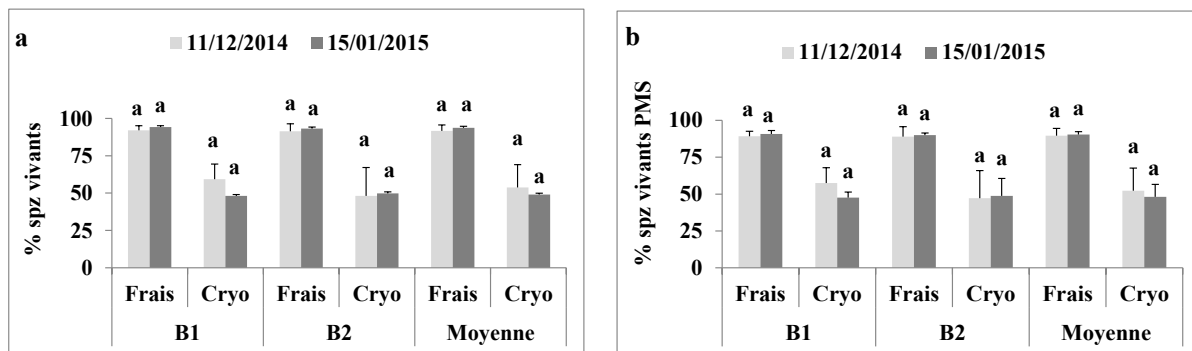 a
11/12/2014 15/01/2015
% spz vivants
100
75
50
25
0
a a a a a a a a a a a a
Frais Cryo Frais Cryo Frais Cryo
B1 B2 Moyenne
b
11/12/2014 15/01/2015
% spz vivants PMS
100
75
50
25
0
a a a a a a a a a a a a
Frais Cryo Frais Cryo Frais Cryo
B1 B2 Moyenne